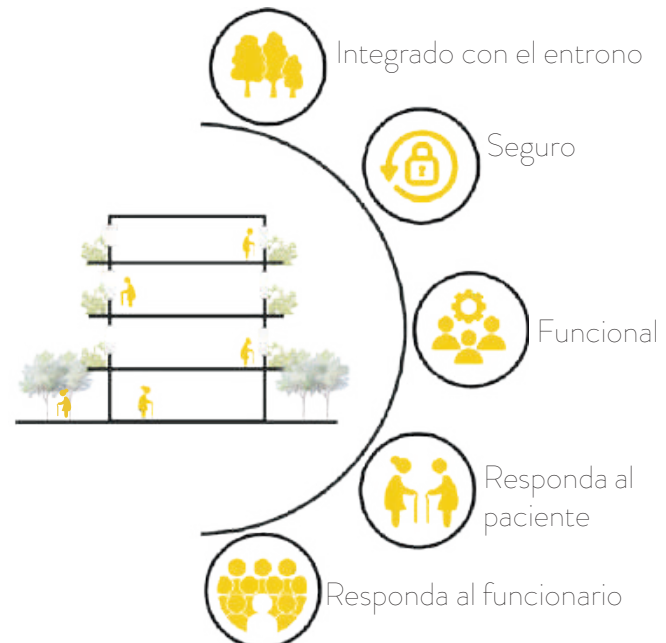 Integrado con el entrono
Seguro
Funcional
Responda al
paciente
Responda al funcionario